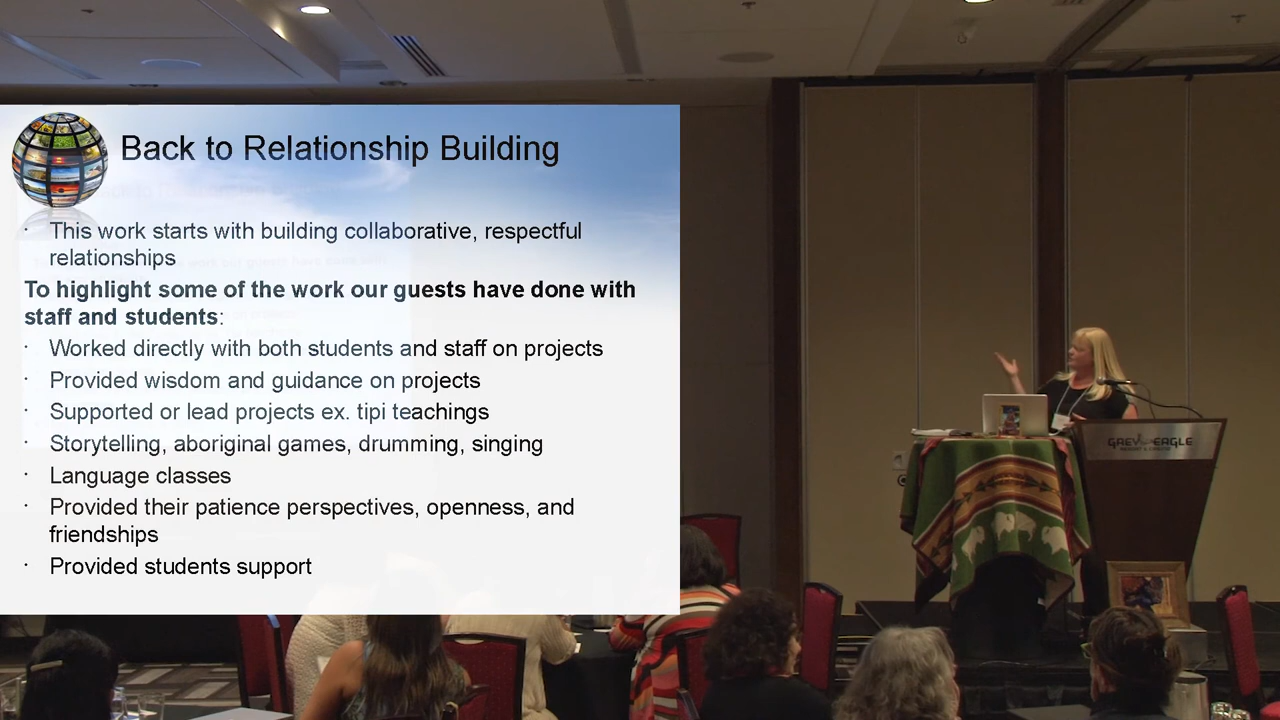 Back to Relationship Building
· This work starts with building collaborative, respectful
relationships
To highlight some of the work our guests have done with
staff and students:
· Worked directly with both students and staff on projects
· Provided wisdom and guidance on projects
· Supported or lead projects ex. tipi teachings
· Storytelling, aboriginal games, drumming, singing
· Language classes
· Provided their patience perspectives, openness, and
friendships
· Provided students support
GREY EAGLE
RESORT & CASINO